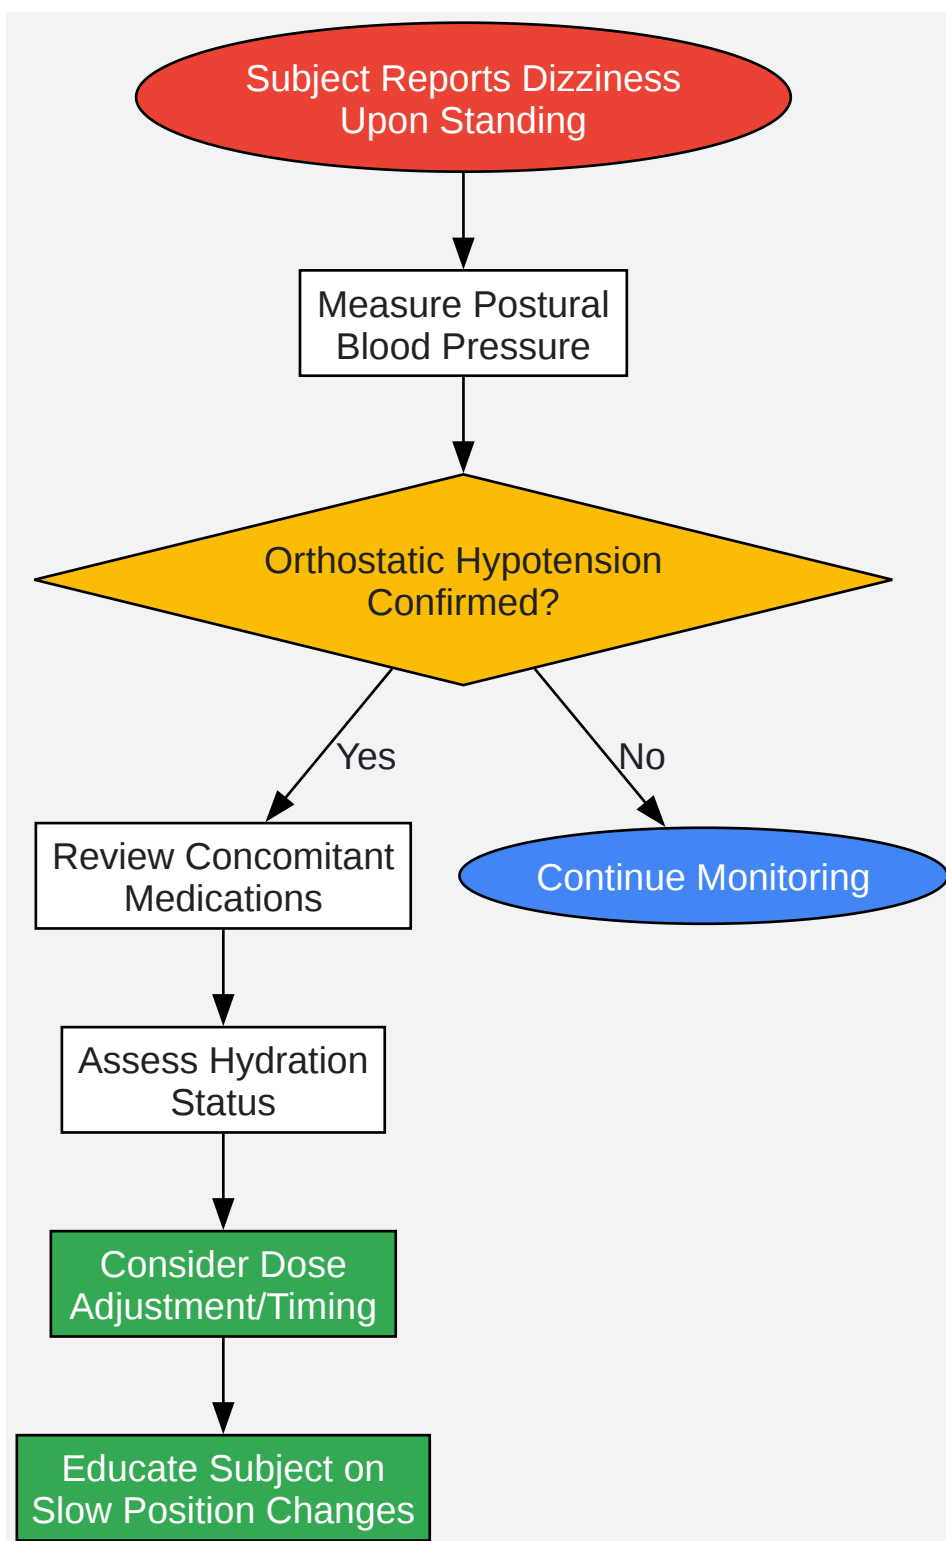 Subject Reports Dizziness
Upon Standing
Measure Postural
Blood Pressure
Orthostatic Hypotension
Confirmed?
Yes
No
Review Concomitant
Medications
Continue Monitoring
Assess Hydration
Status
Consider Dose
Adjustment/Timing
Educate Subject on
Slow Position Changes